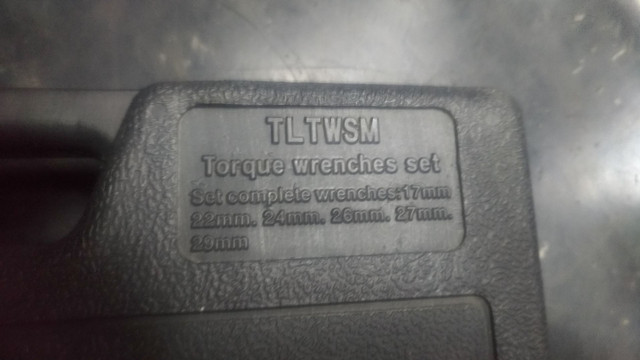 TLTWSM
Torque wrenches set
Set complete wrenches:17mm
22mm. 24mm. 26mm. 27mm.
29mm